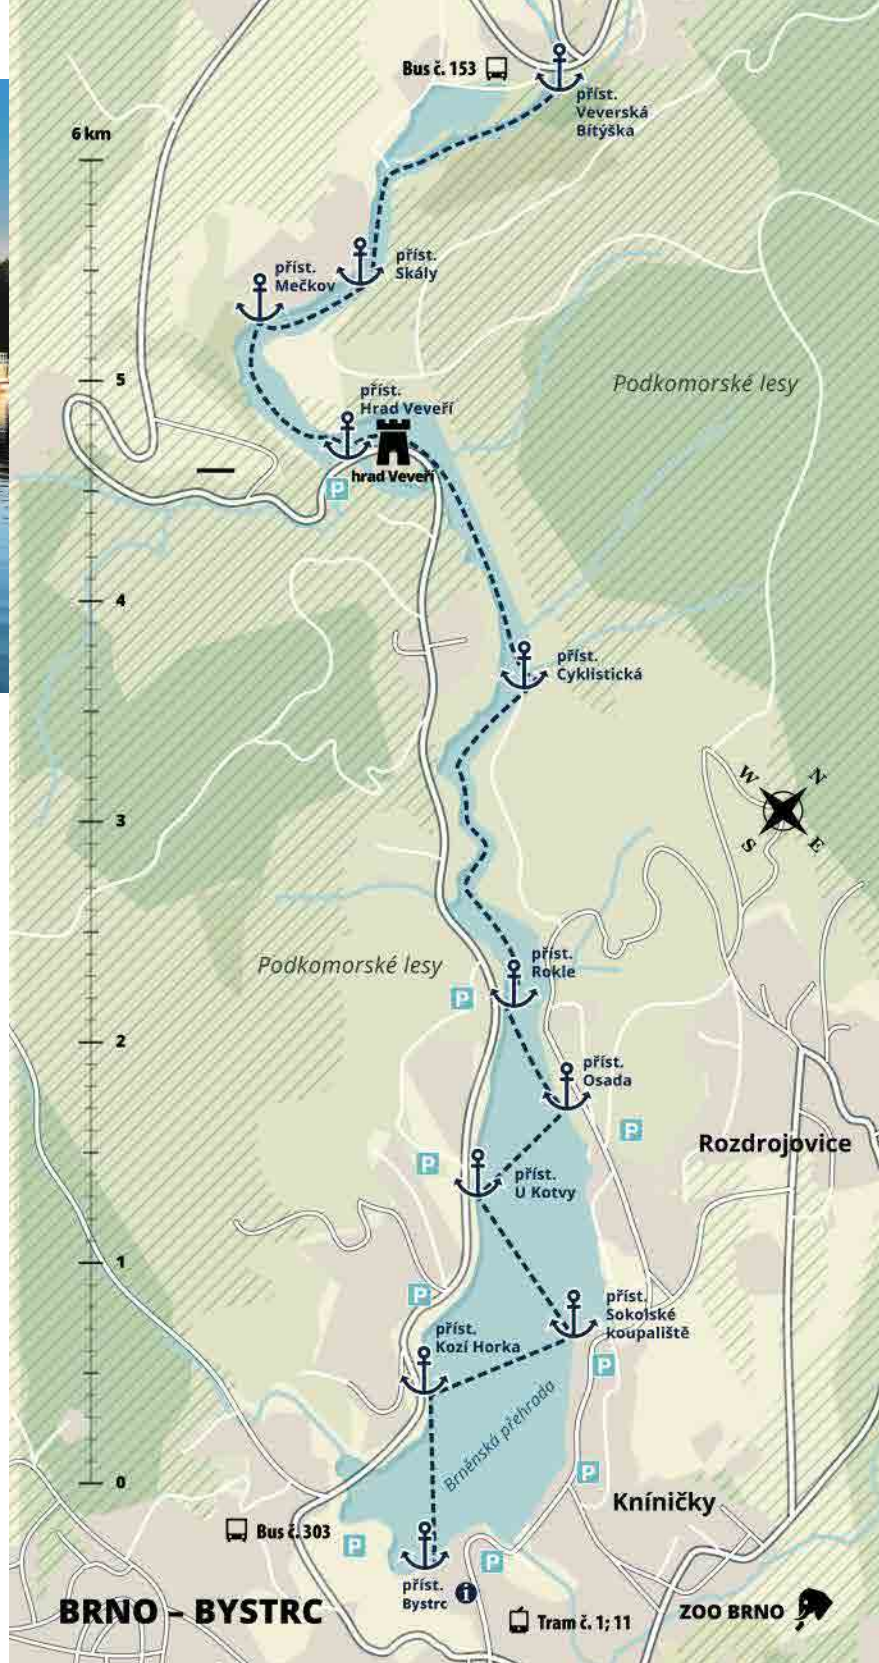 Bus č. 153
příst.
Veverská
Bítýška
6 km
příst.
Skály
příst.
Mečkov
5
Podkomorské lesy
příst.
Hrad Veveří
hrad Veveří
P
4
příst.
Cyklistická
W
N
S
E
3
Podkomorské lesy
příst.
Rokle
P
2
příst.
Osada
P
Rozdrojovice
P
příst.
U Kotvy
1
P
příst.
Sokolské
koupaliště
příst.
Kozí Horka
P
Brněnská přehrada
0
P
Kníničky
Bus č. 303
P
P
příst.
Bystrc
i
BRNO – BYSTRC
Tram č. 1; 11
ZOO BRNO